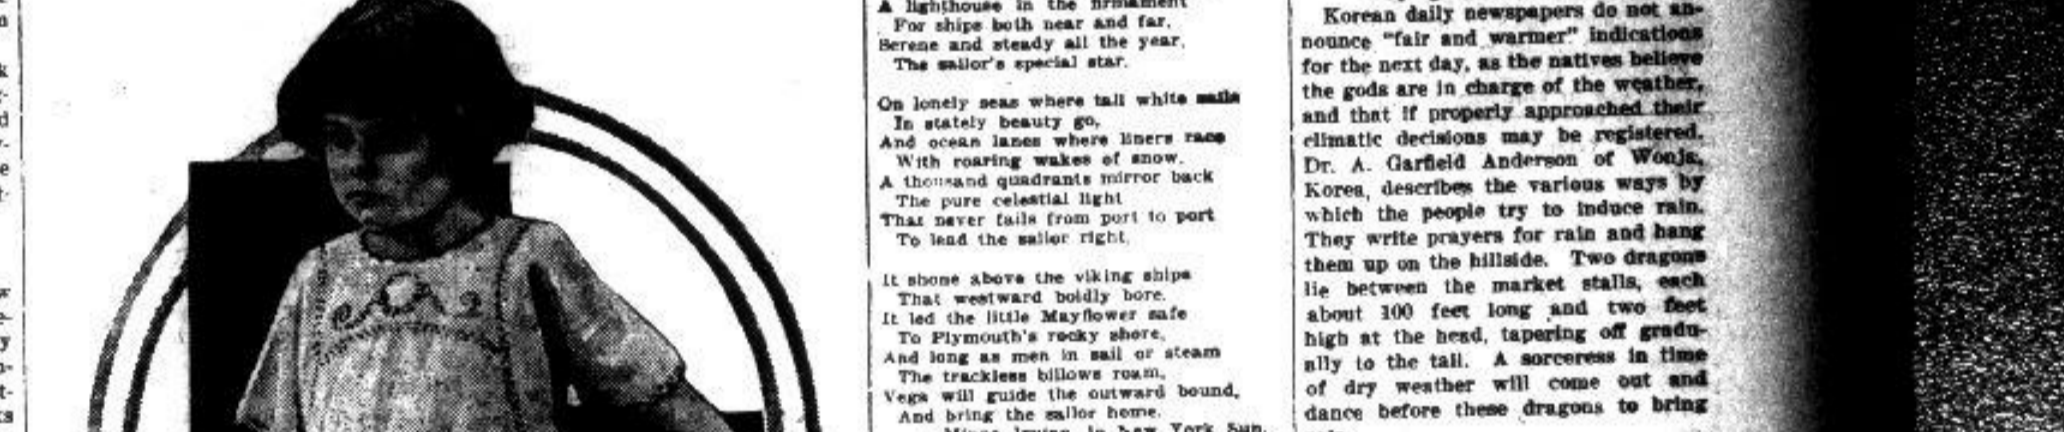 A lighthouse in the firmament
For ships both near and far,
Serene and steady all the year,
The sailor's special star.
On lonely seas where tall white sails
In stately beauty go,
And ocean lanes where liners race
With roaring wakes of snow.
A thousand quadrants mirror back
The pure celestial light
That never fails from port to port
To lead the sailor right.
It shone above the viking ships
That westward boldly bore.
It led the little Mayflower safe
To Plymouth's rocky shore,
And long as men in sail or steam
The trackless billows roam,
Vega will guide the outward bound,
And bring the sailor home.
Irving, in New York Sun.
Korean daily newspapers do not an-
nounce "fair and warmer" indications
for the next day, as the natives believe
the gods are in charge of the weather,
and that if properly approached their
climatic decisions may be registered.
Dr. A. Garfield Anderson of Wonja,
Korea, describes the various ways by
which the people try to induce rain.
They write prayers for rain and hang
them up on the hillside. Two dragons
lie between the market stalls, each
about 100 feet long and two feet
high at the head, tapering off gradu-
ally to the tail. A sorceress in time
of dry weather will come out and
dance before these dragons to bring